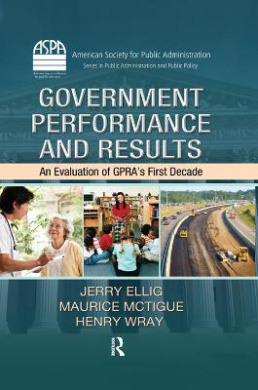 ASPA
American Society for Public Administration
Series in Public Administration and Public Policy
GOVERNMENT
PERFORMANCE
AND RESULTS
An Evaluation of GPRA's First Decade
JERRY ELLIG
MAURICE MCTIGUE
HENRY WRAY
R